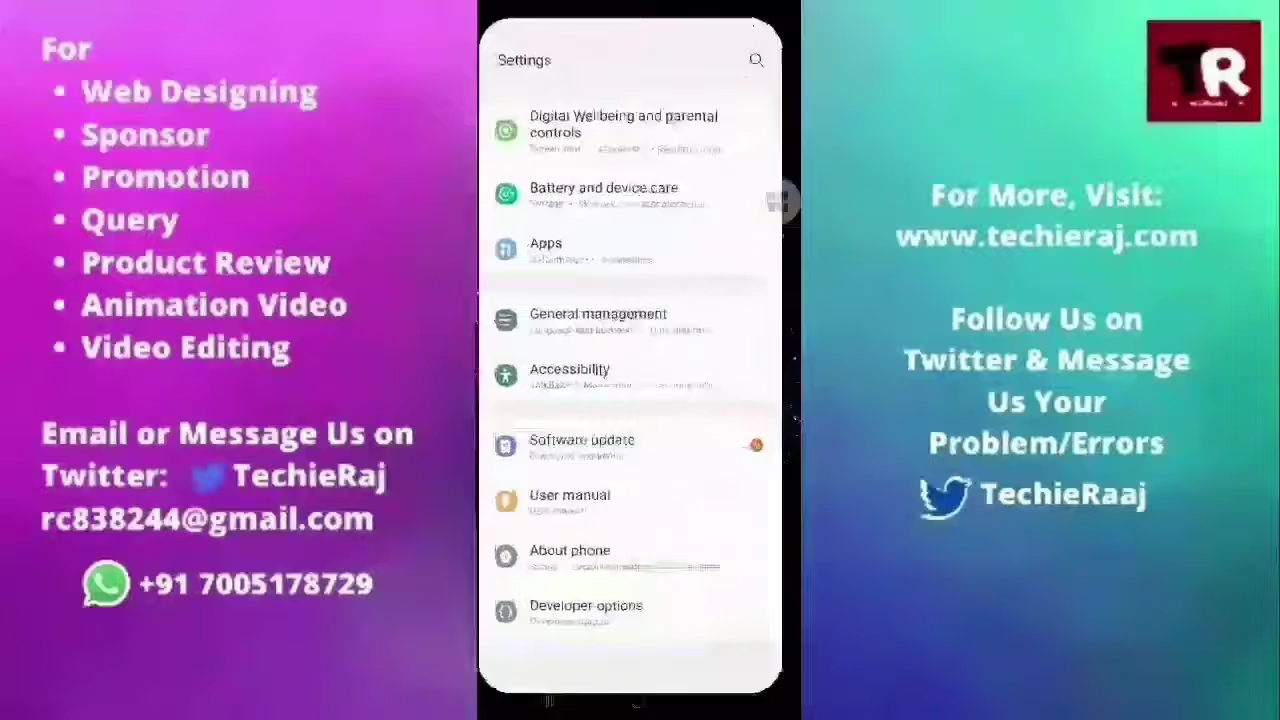 For
• Web Designing
• Sponsor
• Promotion
• Query
• Product Review
• Animation Video
• Video Editing
Email or Message Us on
Twitter: TechieRaj
rc838244@gmail.com
+91 7005178729
Settings
Digital Wellbeing and parental
controls
Battery and device care
Apps
General management
Accessibility
Software update
User manual
About phone
Developer options
TR
For More, Visit:
www.techieraj.com
Follow Us on
Twitter & Message
Us Your
Problem/Errors
TechieRaaj